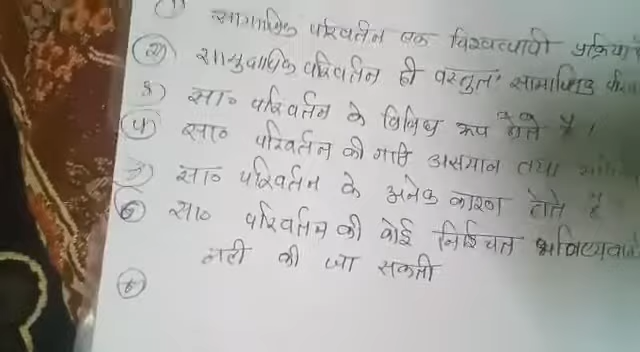 1) सामाजिक परिवर्तन एक विश्वव्यापी प्रक्रिया
2) सामुदायिक परिवर्तन ही वस्तुतः सामाजिक
3) सा० परिवर्तन के विविध रूप होते है।
4) सा० परिवर्तन की गति असमान तथा
5) सा० परिवर्तन के अनेक कारण होते है
6) सा० परिवर्तन की कोई निश्चित भविष्यवाणी
नही की जा सकती